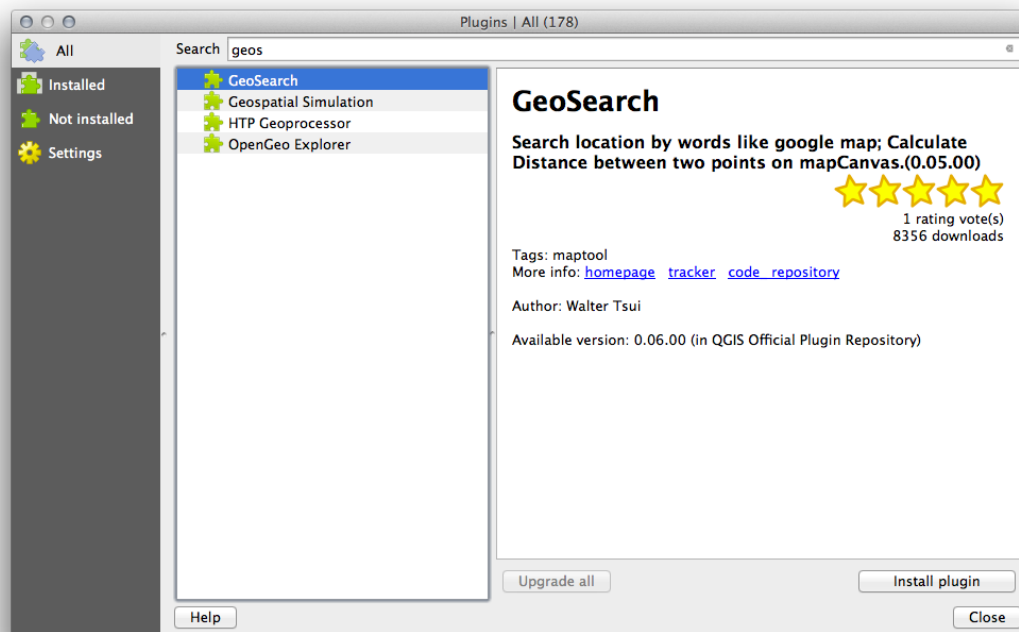 Plugins | All (178)
All
Installed
Not installed
Settings
Search geos
GeoSearch
Geospatial Simulation
HTP Geoprocessor
OpenGeo Explorer
GeoSearch
Search location by words like google map; Calculate
Distance between two points on mapCanvas.(0.05.00)
1 rating vote(s)
8356 downloads
Tags: maptool
More info: homepage tracker code_repository
Author: Walter Tsui
Available version: 0.06.00 (in QGIS Official Plugin Repository)
Upgrade all
Install plugin
Help
Close